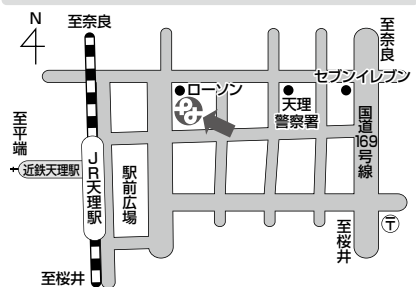 N
至奈良
至奈良
ローソン
セブンイレブン
天理
警察署
至平端
近鉄天理駅
JR天理駅
駅前広場
国道169号線
至桜井
〒
至桜井